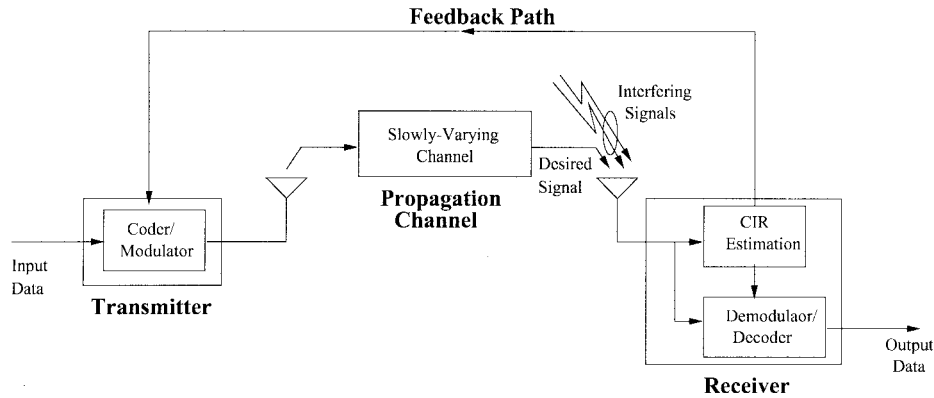 Feedback Path
Interfering
Signals
Slowly-Varying
Channel
Desired
Signal
Propagation
Channel
Coder/
Modulator
Input
Data
Transmitter
CIR
Estimation
Demodulaor/
Decoder
Output
Data
Receiver